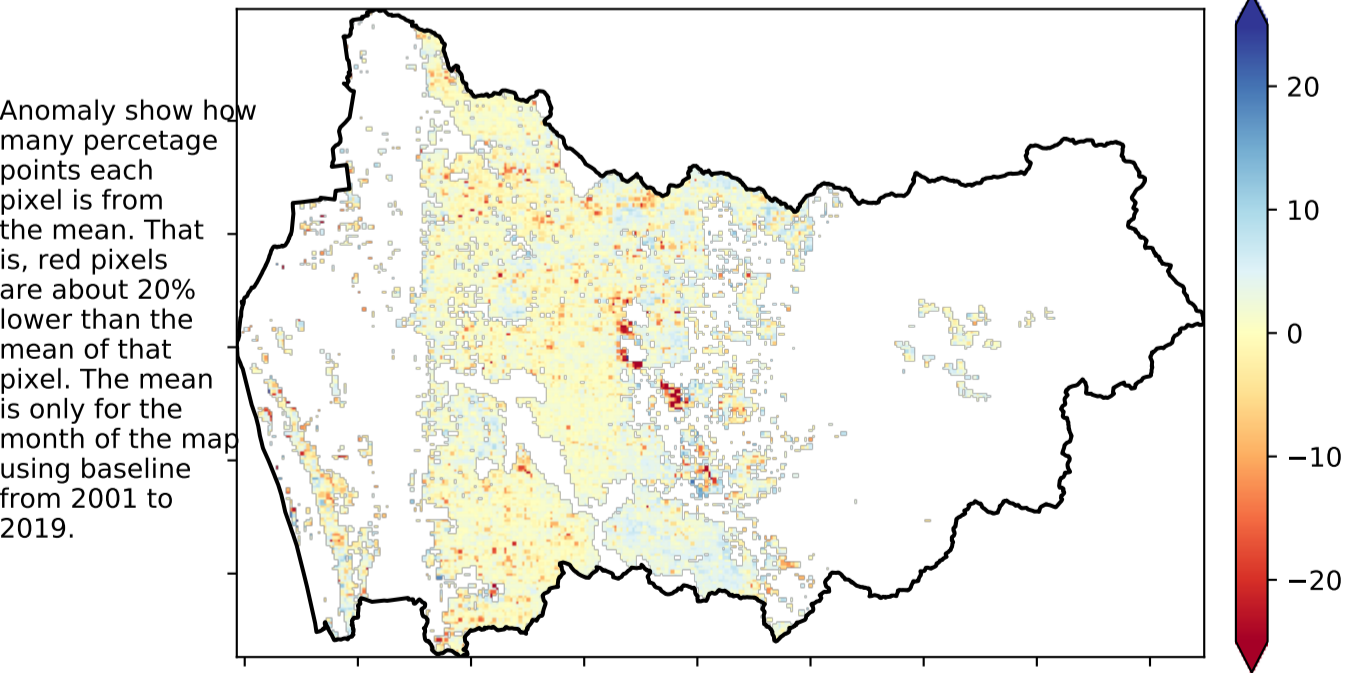 Anomaly show how
many percetage
points each
pixel is from
the mean. That
is, red pixels
are about 20%
lower than the
mean of that
pixel. The mean
is only for the
month of the map
using baseline
from 2001 to
2019.
20
10
0
−10
−20